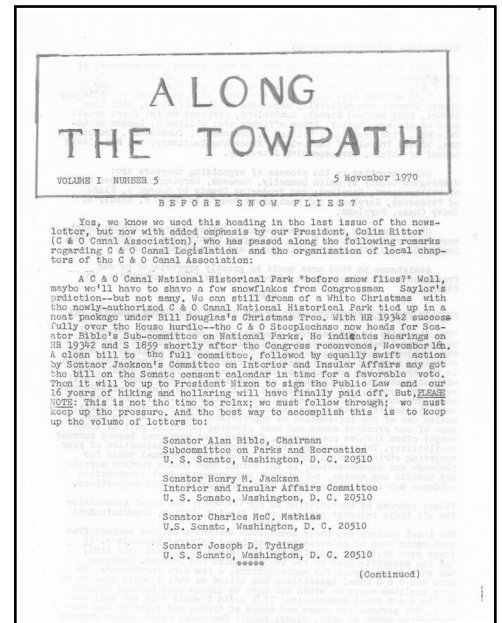 ALONG
THE TOWPATH
VOLUME I NUMBER 5 5 November 1970
BEFORE SNOW FLIES?
Yes, we know we used this heading in the last issue of the news-
letter, but now with added emphasis by our President, Colin Ritter
(C & O Canal Association), who has passed along the following remarks
regarding C & O Canal Legislation and the organization of local chap-
ters of the C & O Canal Association:
A C & O Canal National Historical Park "before snow flies?" Well,
maybe we'll have to shave a few snowflakes from Congressman Saylor's
prdiction--but not many. We can still dream of a White Christmas with
the newly-authorized C & O Canal National Historical Park tied up in a
neat package under Bill Douglas's Christmas Tree. With HR 19342 success
fully over the House hurdle--the C & O Steeplechase now heads for Sen-
ator Bible's Sub-committee on National Parks. He indicates hearings on
HR 19342 and S 1859 shortly after the Congress reconvenes, November 16.
A clean bill to the full committee, followed by equally swift action
by Sentaor Jackson's Committee on Interior and Insular Affairs may get
the bill on the Senate consent calendar in time for a favorable vote.
Then it will be up to President Nixon to sign the Public Law and our
16 years of hiking and hollaring will have finally paid off. But, PLEASE
NOTE: This is not the time to relax; we must follow through; we must
keep up the pressure. And the best way to accomplish this is to keep
up the volume of letters to:
Senator Alan Bible, Chairman
Subcommittee on Parks and Recreation
U. S. Senate, Washington, D. C. 20510
Senator Henry M. Jackson
Interior and Insular Affairs Committee
U. S. Senate, Washington, D. C. 20510
Senator Charles McC. Mathias
U.S. Senate, Washington, D. C. 20510
Senator Joseph D. Tydings
U. S. Senate, Washington, D. C. 20510
*****
(Continued)